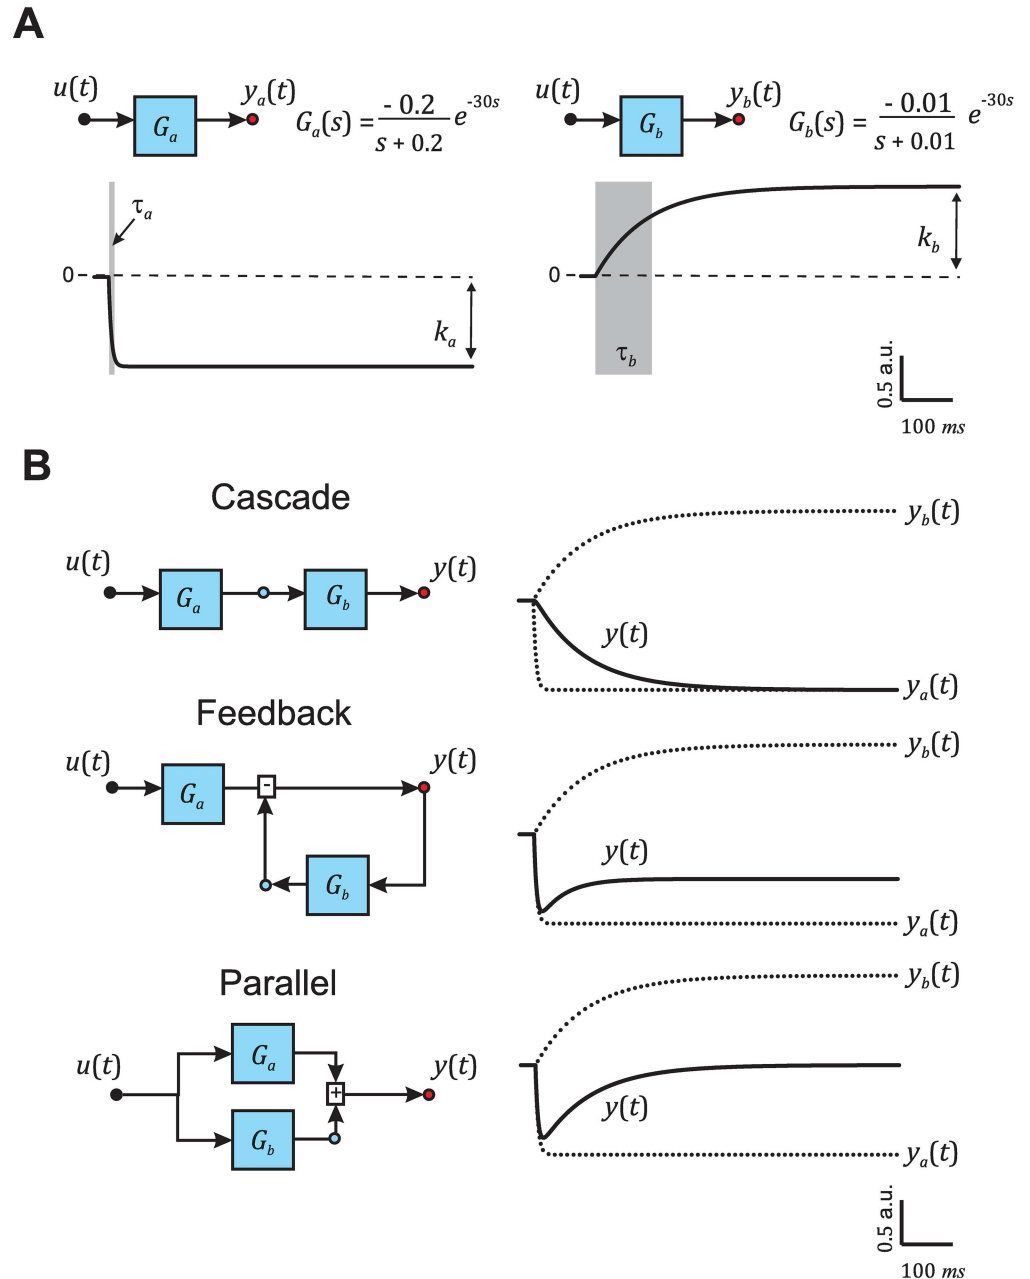 A
u(t)
G_a
y_a(t)
G_a(s) = - 0.2 / s + 0.2 e^-30s
u(t)
G_b
y_b(t)
G_b(s) = - 0.01 / s + 0.01 e^-30s
τ_a
0
k_a
0
k_b
τ_b
0.5 a.u.
100 ms
B
Cascade
u(t)
G_a
G_b
y(t)
y_b(t)
y(t)
y_a(t)
Feedback
u(t)
G_a
-
y(t)
G_b
y_b(t)
y(t)
y_a(t)
Parallel
u(t)
G_a
+
G_b
y(t)
y_b(t)
y(t)
y_a(t)
0.5 a.u.
100 ms